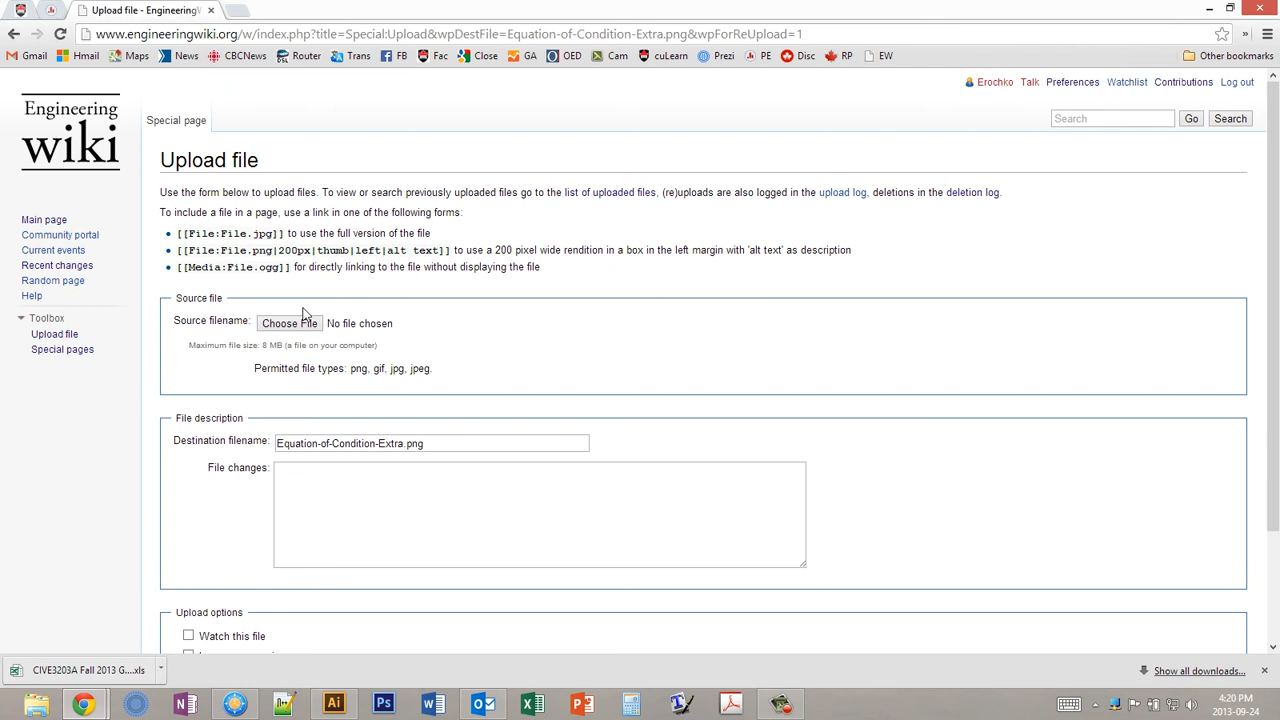 Upload file - EngineeringW
www.engineeringwiki.org/w/index.php?title=Special:Upload&wpDestFile=Equation-of-Condition-Extra.png&wpForReUpload=1
Gmail Hmail Maps News CBCNews Router Trans FB Fac Close GA OED Cam cuLearn Prezi PE Disc RP EW Other bookmarks
Erochko Talk Preferences Watchlist Contributions Log out
Engineering
wiki
Special page
Search Go Search
Upload file
Use the form below to upload files. To view or search previously uploaded files go to the list of uploaded files, (re)uploads are also logged in the upload log, deletions in the deletion log.
To include a file in a page, use a link in one of the following forms:
[[File:File.jpg]] to use the full version of the file
[[File:File.png|200px|thumb|left|alt text]] to use a 200 pixel wide rendition in a box in the left margin with 'alt text' as description
[[Media:File.ogg]] for directly linking to the file without displaying the file
Main page
Community portal
Current events
Recent changes
Random page
Help
Toolbox
Upload file
Special pages
Source file
Source filename: Choose File No file chosen
Maximum file size: 8 MB (a file on your computer)
Permitted file types: png, gif, jpg, jpeg.
File description
Destination filename: Equation-of-Condition-Extra.png
File changes:
Upload options
Watch this file
CIVE3203A Fall 2013 G....xls
Show all downloads...
4:20 PM
2013-09-24